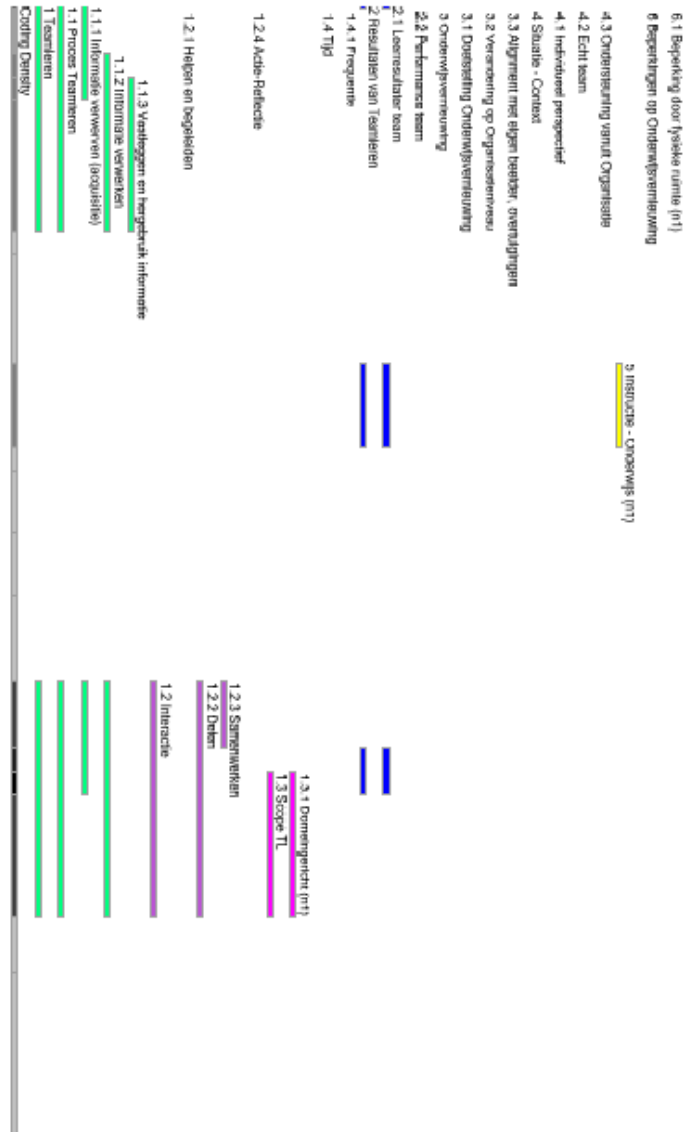 6.1 Beperking door fysieke ruimte (n1)
6 Beperkingen op Onderwijsvernieuwing
5 Instructie - Onderwijs (n1)
4.3 Ondersteuning vanuit Organisatie
4.2 Echt team
4.1 Individueel perspectief
4 Situatie - Context
3.3 Alignment met eigen beelden, overtuigingen
3.2 Verandering op Organisatieniveau
3.1 Doelstelling Onderwijsvernieuwing
3 Onderwijsvernieuwing
2.2 Performance team
2.1 Leerresultaten team
2 Resultaten van Teamleren
1.4.1 Frequentie
1.4 Tijd
1.3.1 Domeingericht (n1)
1.3 Scope TL
1.2.4 Actie-Reflectie
1.2.3 Samenwerken
1.2.2 Delen
1.2.1 Helpen en begeleiden
1.2 Interactie
1.1.3 Vastleggen en hergebruik informatie
1.1.2 Informatie verwerken
1.1.1 Informatie verwerven (acquisitie)
1.1 Proces Teamleren
1 Teamleren
Coding Density